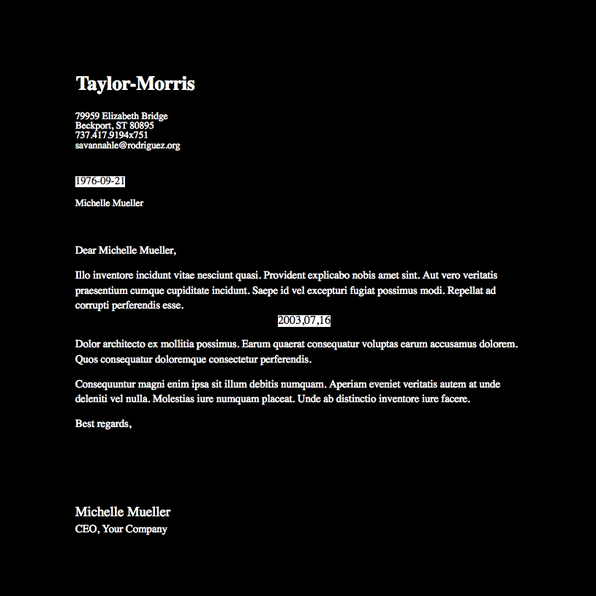 Taylor-Morris
79959 Elizabeth Bridge
Beckport, ST 80895
737.417.9194x751
savannahle@rodriguez.org
1976-09-21
Michelle Mueller
Dear Michelle Mueller,
Illo inventore incidunt vitae nesciunt quasi. Provident explicabo nobis amet sint. Aut vero veritatis
praesentium cumque cupiditate incidunt. Saepe id vel excepturi fugiat possimus modi. Repellat ad
corrupti perferendis esse.
2003,07,16
Dolor architecto ex mollitia possimus. Earum quaerat consequatur voluptas earum accusamus dolorem.
Quos consequatur doloremque consectetur perferendis.
Consequuntur magni enim ipsa sit illum debitis numquam. Aperiam eveniet veritatis autem at unde
deleniti vel nulla. Molestias iure numquam placeat. Unde ab distinctio inventore iure facere.
Best regards,
Michelle Mueller
CEO, Your Company